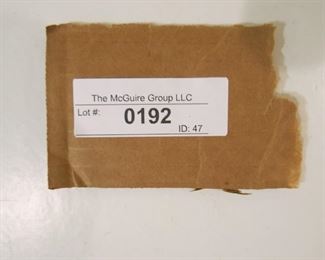 The McGuire Group LLC
Lot #: 0192
ID: 47